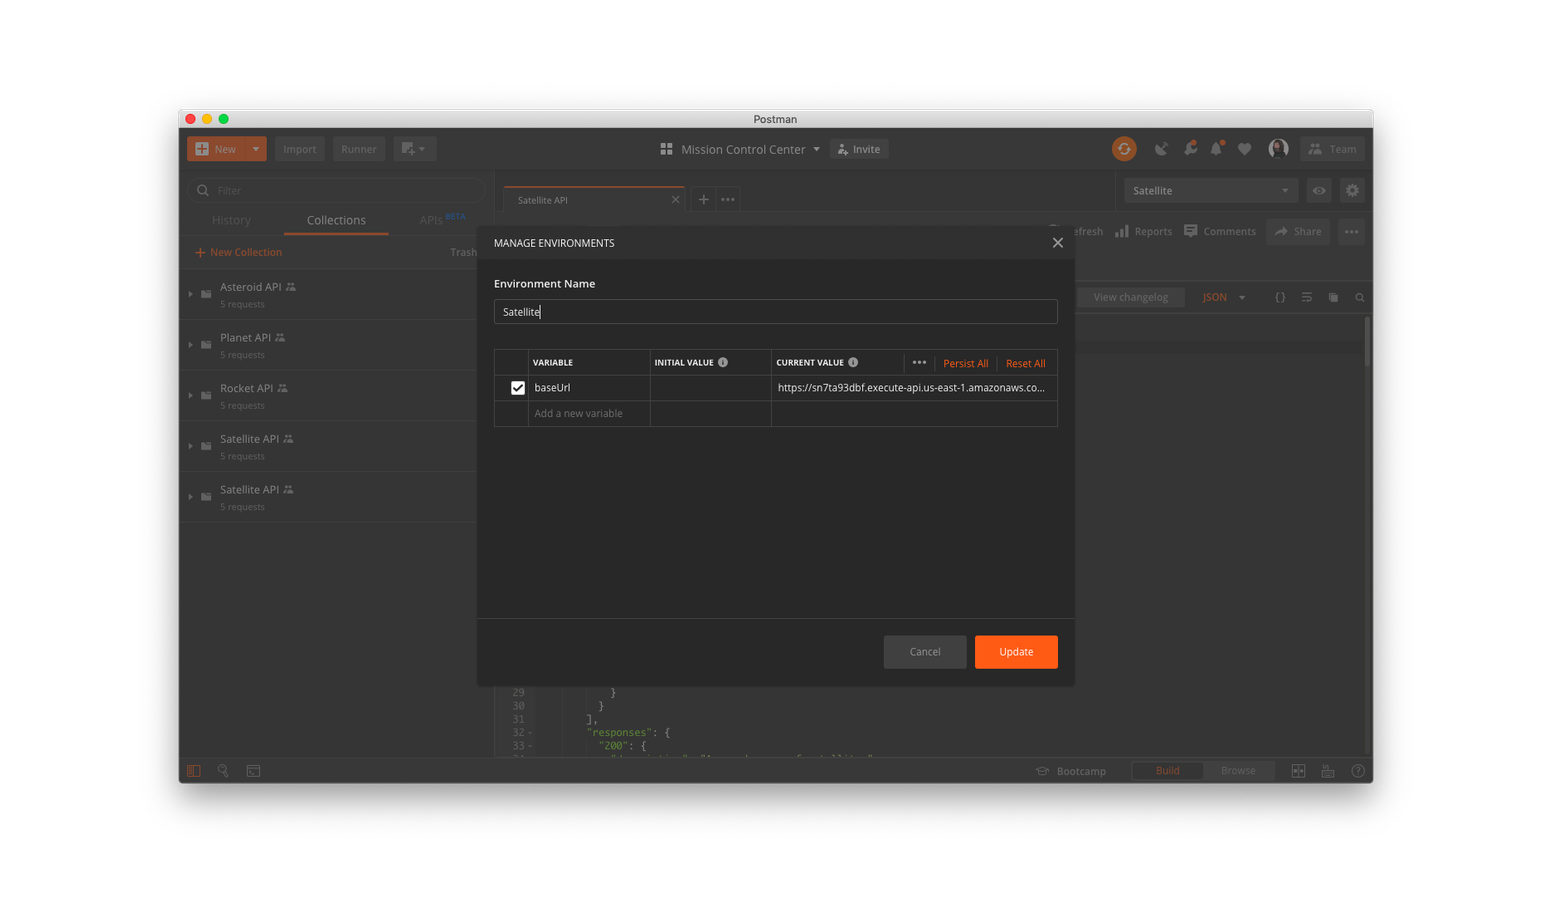 Postman
New
Import
Runner
Mission Control Center
Invite
Team
Filter
History
Collections
APIs BETA
New Collection
Trash
Asteroid API
5 requests
Planet API
5 requests
Rocket API
5 requests
Satellite API
5 requests
Satellite API
5 requests
Satellite API
Satellite
efresh
Reports
Comments
Share
View changelog
JSON
MANAGE ENVIRONMENTS
Environment Name
Satellite
VARIABLE
INITIAL VALUE
CURRENT VALUE
Persist All
Reset All
baseUrl
https://sn7ta93dbf.execute-api.us-east-1.amazonaws.co...
Add a new variable
Cancel
Update
29 }
30 }
31 ],
32 "responses": {
33 "200": {
Bootcamp
Build
Browse